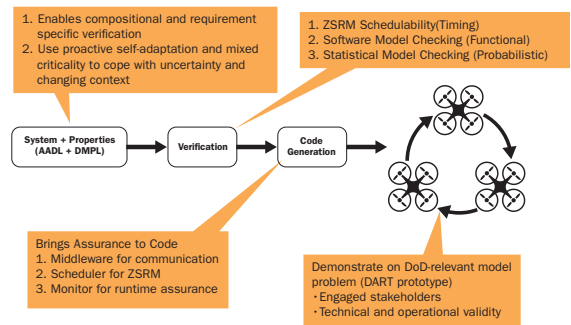 1. Enables compositional and requirement
specific verification
2. Use proactive self-adaptation and mixed
criticality to cope with uncertainty and
changing context
1. ZSRM Schedulability(Timing)
2. Software Model Checking (Functional)
3. Statistical Model Checking (Probabilistic)
System + Properties
(AADL + DMPL)
Verification
Code
Generation
Brings Assurance to Code
1. Middleware for communication
2. Scheduler for ZSRM
3. Monitor for runtime assurance
Demonstrate on DoD-relevant model
problem (DART prototype)
· Engaged stakeholders
· Technical and operational validity